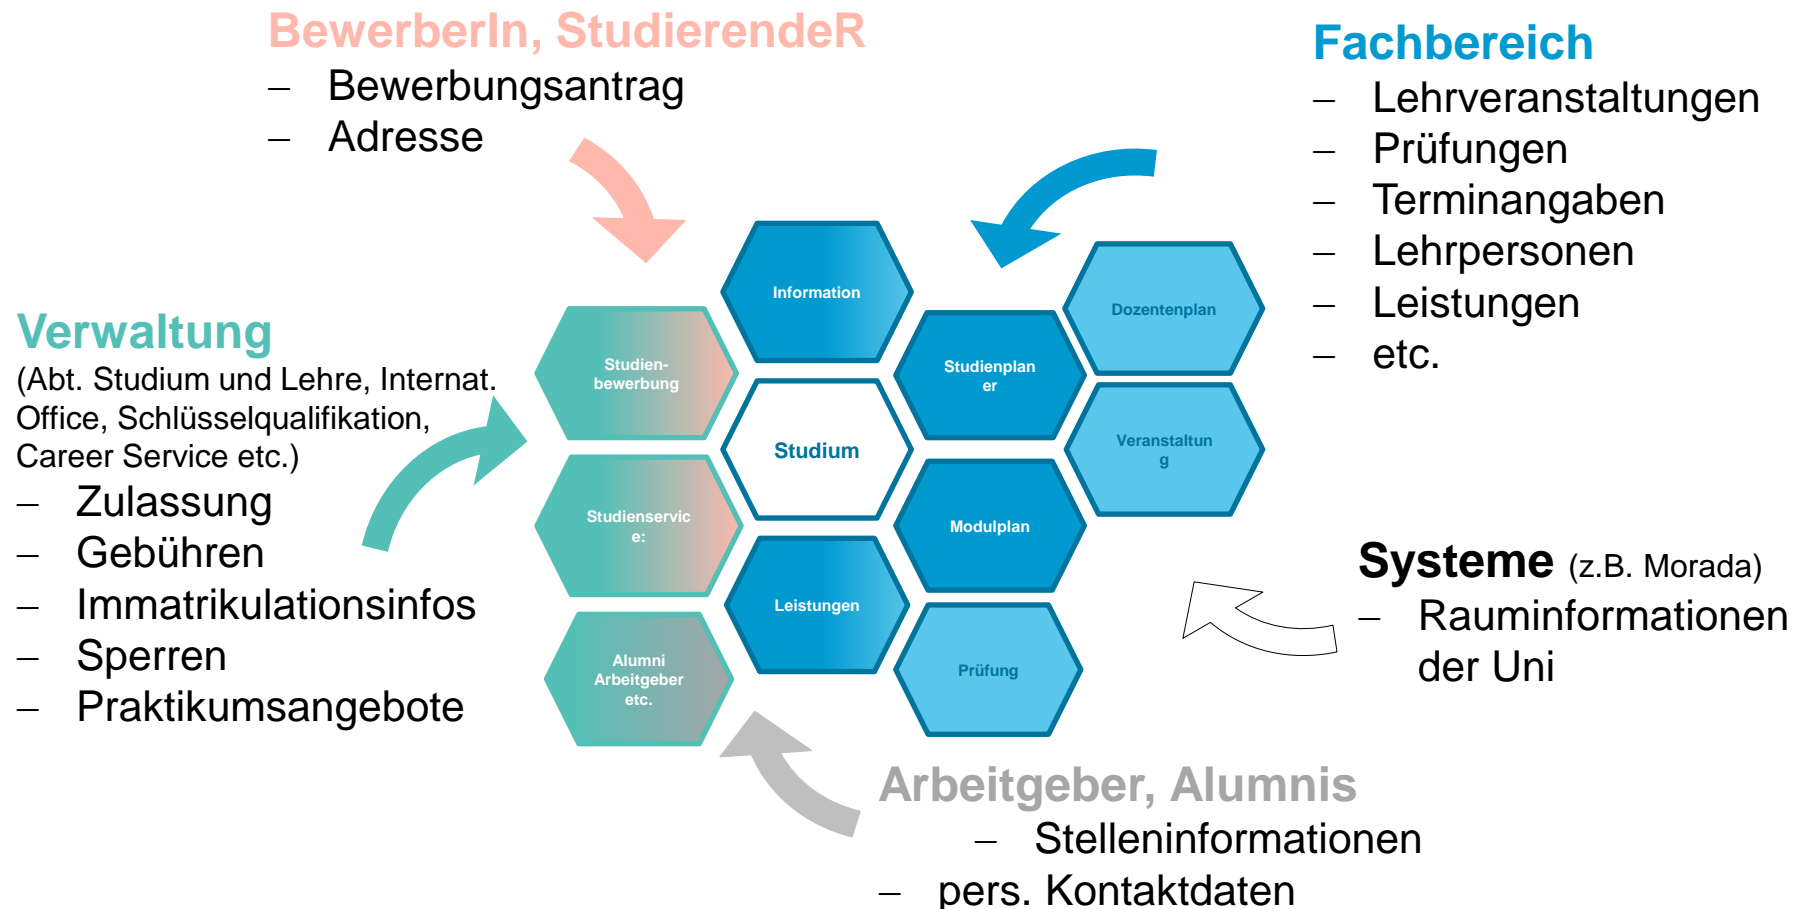 BewerberIn, StudierendeR
– Bewerbungsantrag
– Adresse
Fachbereich
– Lehrveranstaltungen
– Prüfungen
– Terminangaben
– Lehrpersonen
– Leistungen
– etc.
Verwaltung
(Abt. Studium und Lehre, Internat.
Office, Schlüsselqualifikation,
Career Service etc.)
– Zulassung
– Gebühren
– Immatrikulationsinfos
– Sperren
– Praktikumsangebote
Information
Studien-
bewerbung
Studium
Studienplan
er
Dozentenplan
Veranstaltun
g
Studienservic
e:
Modulplan
Leistungen
Alumni
Arbeitgeber
etc.
Prüfung
Systeme (z.B. Morada)
– Rauminformationen
der Uni
Arbeitgeber, Alumnis
– Stelleninformationen
– pers. Kontaktdaten